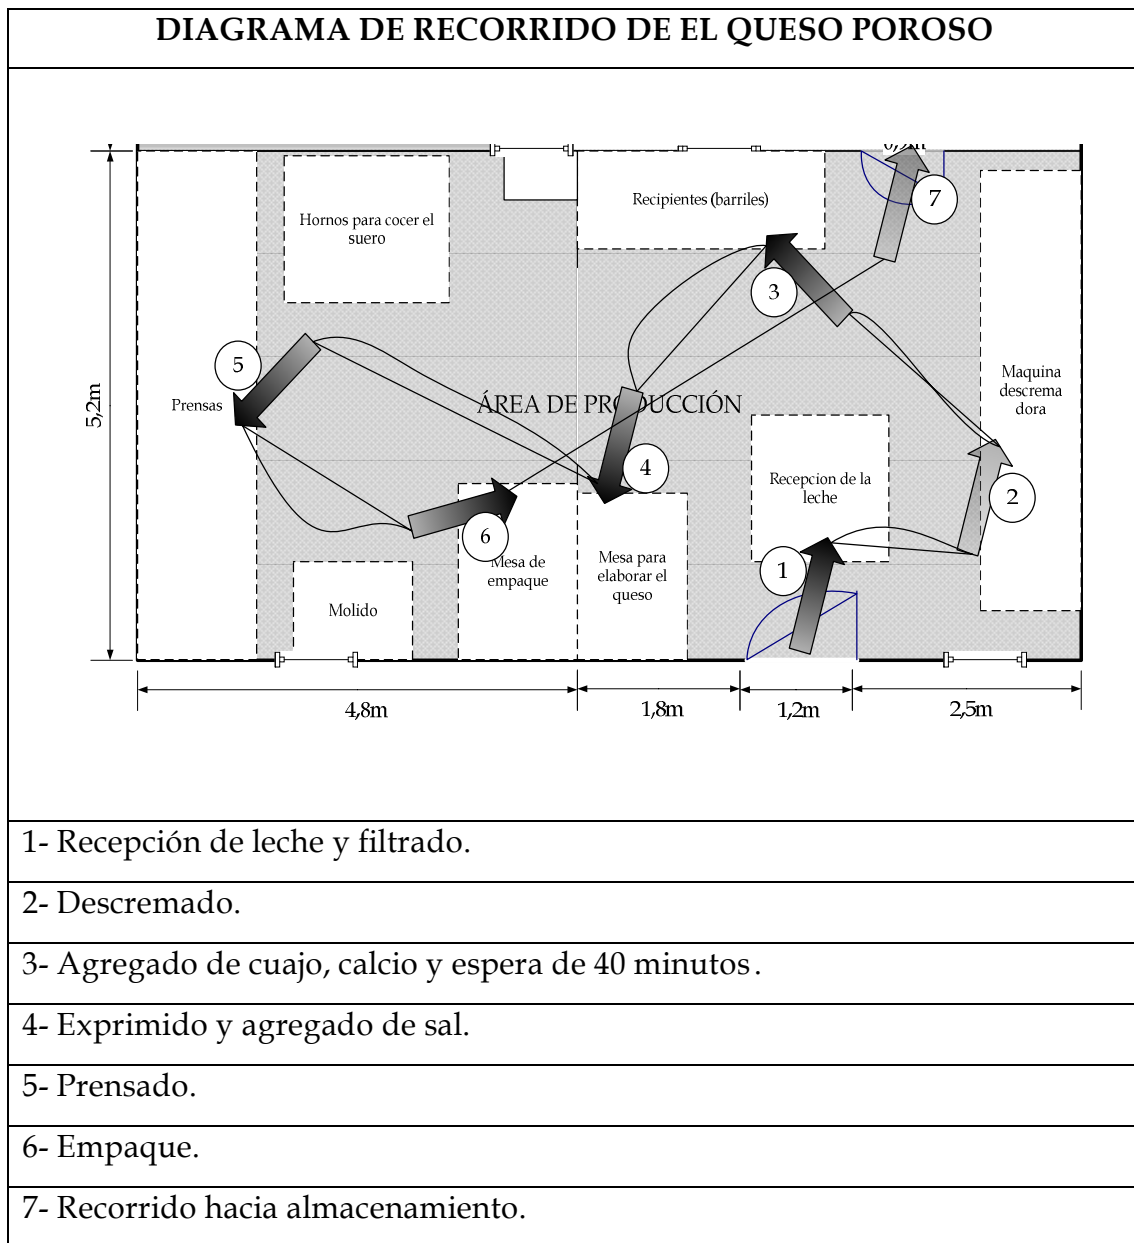 DIAGRAMA DE RECORRIDO DE EL QUESO POROSO
7
Hornos para cocer el
suero
Recipientes (barriles)
3
5
Prensas
5,2m
ÁREA DE PRODUCCIÓN
Maquina
descrema
dora
4
Recepcion de la
leche
2
6
Mesa de
empaque
Mesa para
elaborar el
queso
1
Molido
4,8m
1,8m
1,2m
2,5m
1- Recepción de leche y filtrado.
2- Descremado.
3- Agregado de cuajo, calcio y espera de 40 minutos.
4- Exprimido y agregado de sal.
5- Prensado.
6- Empaque.
7- Recorrido hacia almacenamiento.